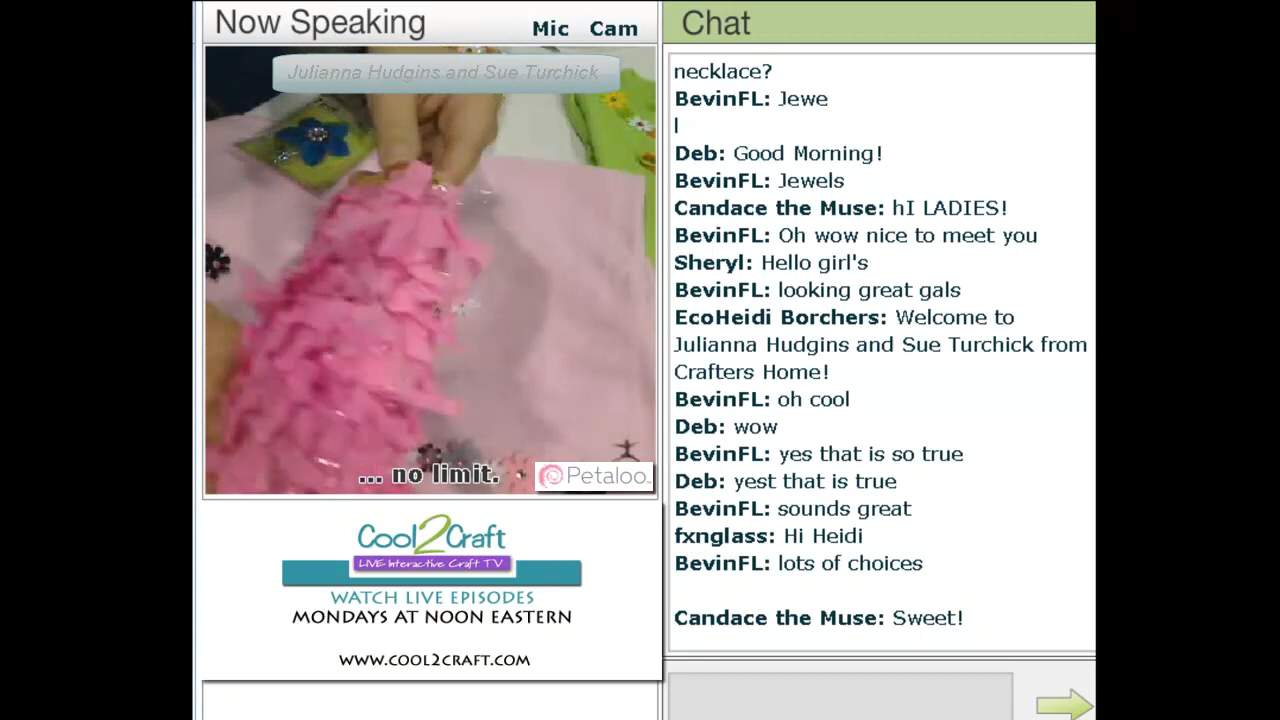 Now Speaking
Mic Cam
Julianna Hudgins and Sue Turchick
... no limit.
Petaloo
Cool2Craft
LIVE Interactive Craft TV
WATCH LIVE EPISODES
MONDAYS AT NOON EASTERN
WWW.COOL2CRAFT.COM
Chat
necklace?
BevinFL: Jewe
l
Deb: Good Morning!
BevinFL: Jewels
Candace the Muse: hI LADIES!
BevinFL: Oh wow nice to meet you
Sheryl: Hello girl's
BevinFL: looking great gals
EcoHeidi Borchers: Welcome to
Julianna Hudgins and Sue Turchick from
Crafters Home!
BevinFL: oh cool
Deb: wow
BevinFL: yes that is so true
Deb: yest that is true
BevinFL: sounds great
fxnglass: Hi Heidi
BevinFL: lots of choices
Candace the Muse: Sweet!